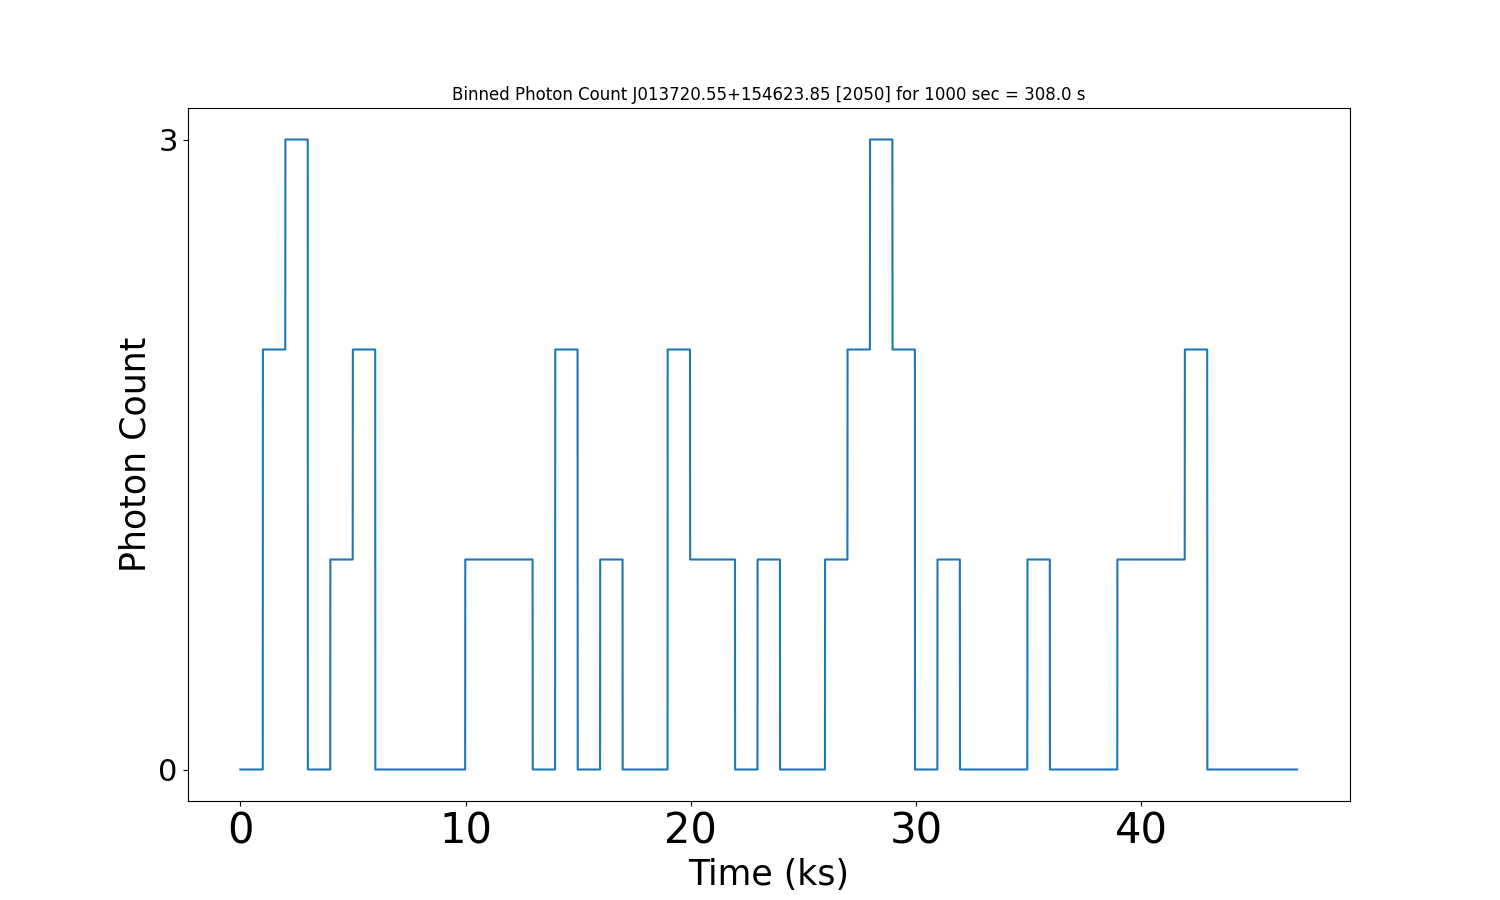 Binned Photon Count J013720.55+154623.85 [2050] for 1000 sec = 308.0 s
3
Photon Count
0
0 10 20 30 40
Time (ks)